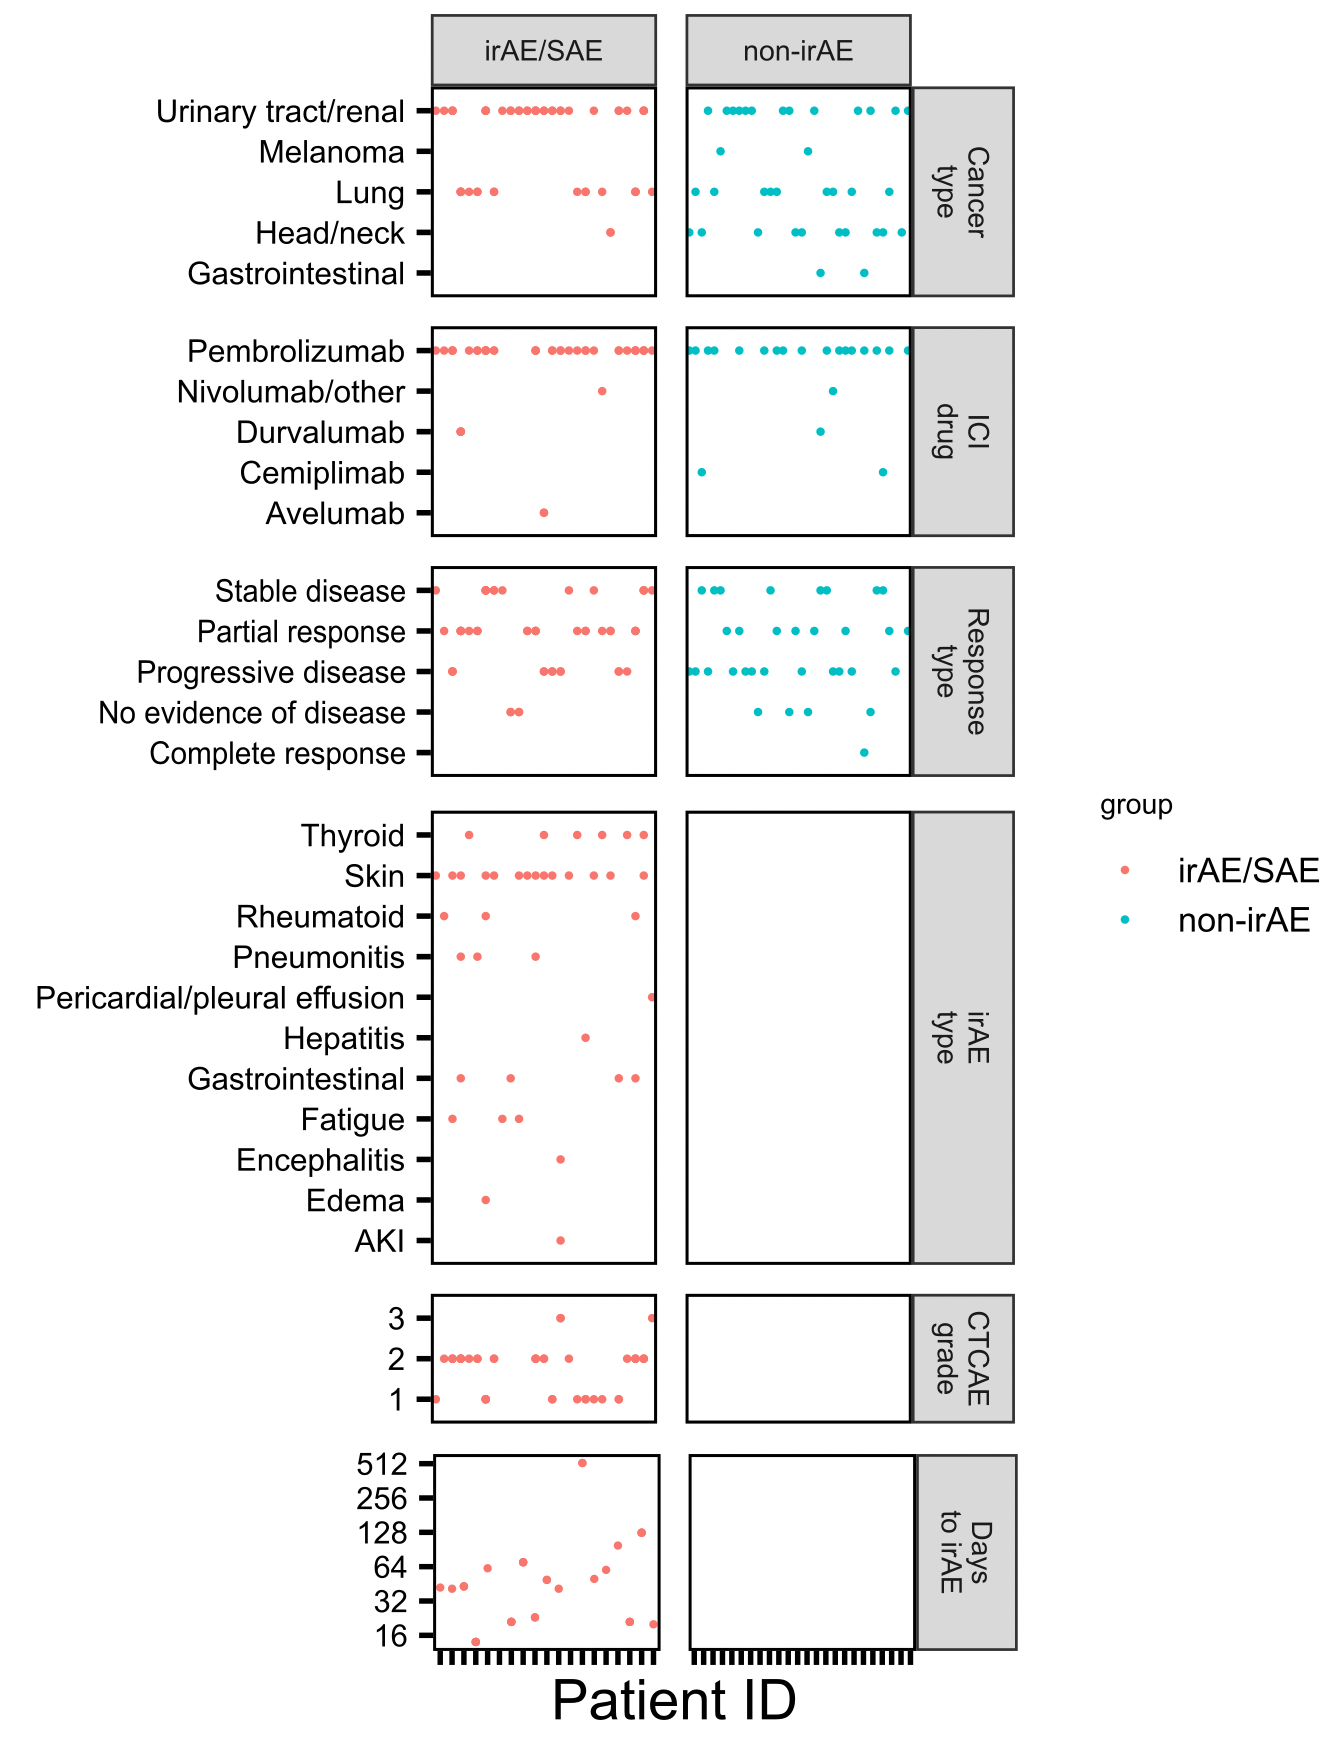 irAE/SAE
non-irAE
Urinary tract/renal
Melanoma
Lung
Head/neck
Gastrointestinal
Cancer
type
Pembrolizumab
Nivolumab/other
Durvalumab
Cemiplimab
Avelumab
ICI
drug
Stable disease
Partial response
Progressive disease
No evidence of disease
Complete response
Response
type
Thyroid
Skin
Rheumatoid
Pneumonitis
Pericardial/pleural effusion
Hepatitis
Gastrointestinal
Fatigue
Encephalitis
Edema
AKI
irAE
type
3
2
1
CTCAE
grade
512
256
128
64
32
16
Days
to irAE
Patient ID
group
irAE/SAE
non-irAE